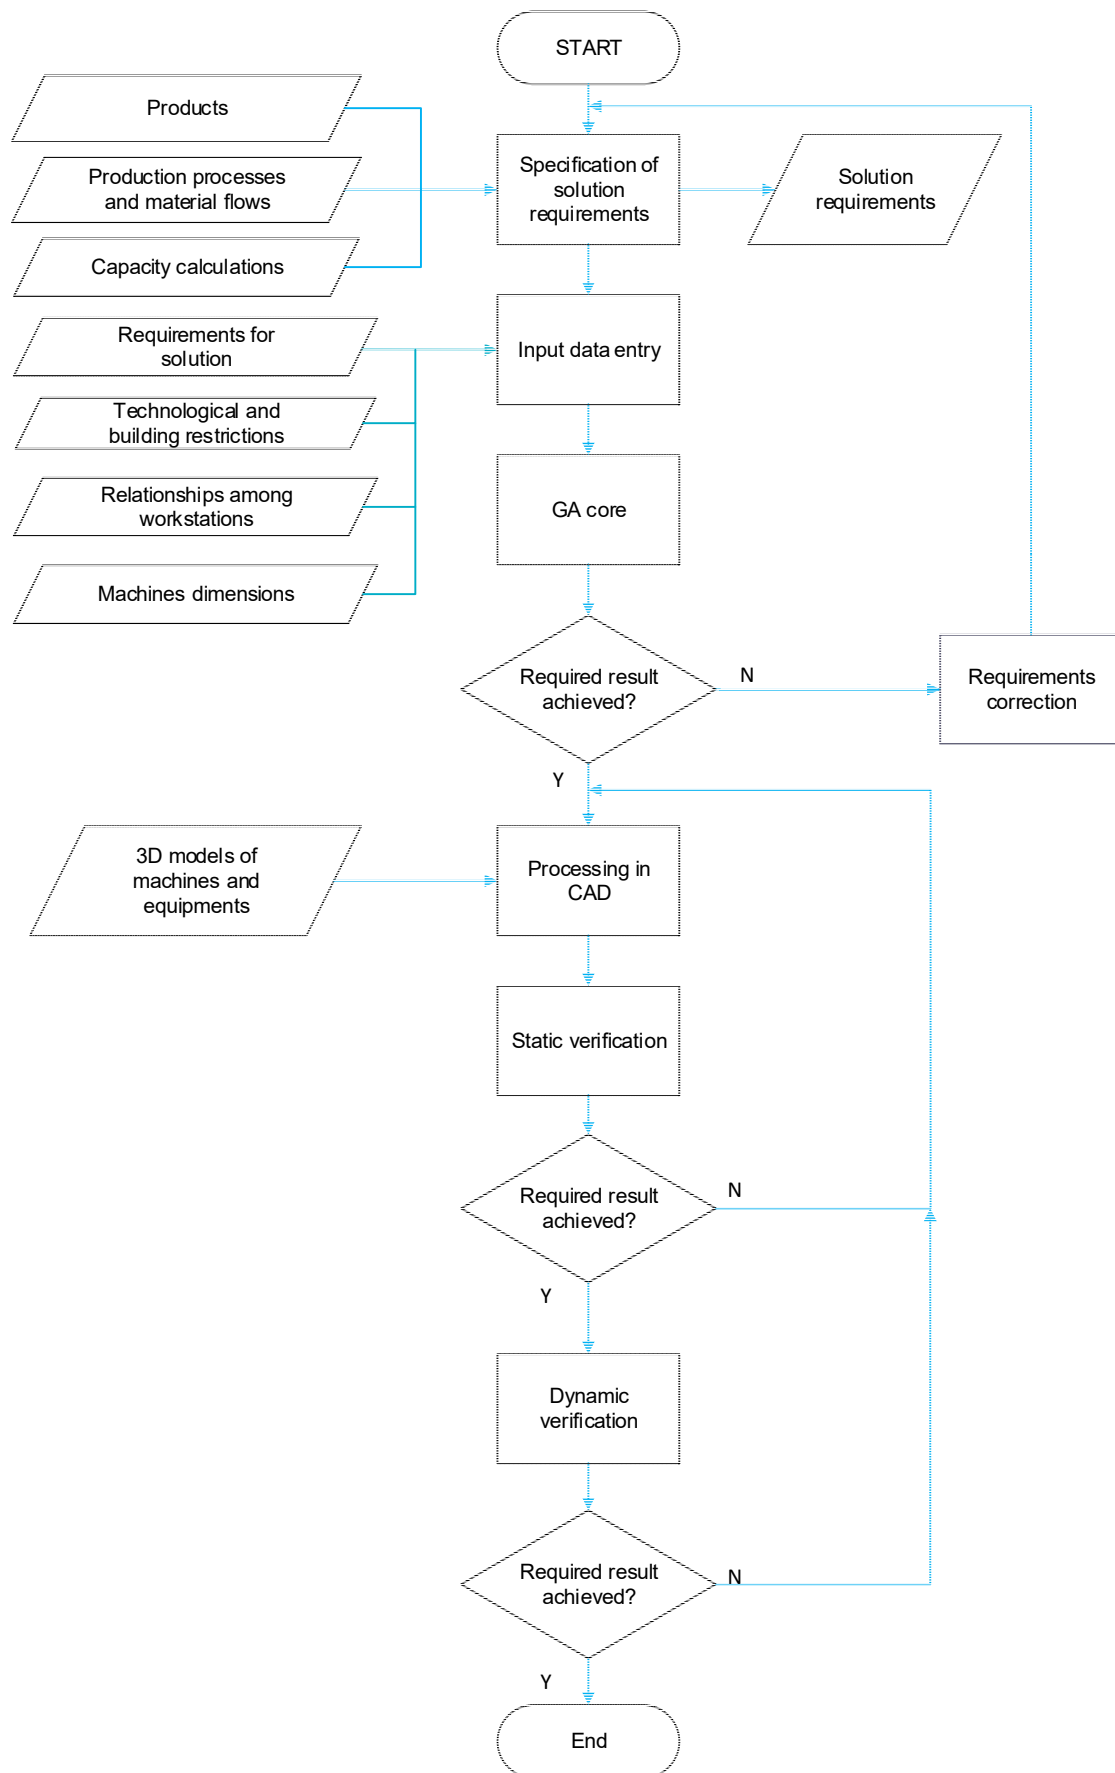 START
Products
Production processes
and material flows
Capacity calculations
Specification of
solution
requirements
Solution
requirements
Requirements for
solution
Technological and
building restrictions
Relationships among
workstations
Machines dimensions
Input data entry
GA core
Required result
achieved?
N
Requirements
correction
Y
3D models of
machines and
equipments
Processing in
CAD
Static verification
Required result
achieved?
N
Y
Dynamic
verification
Required result
achieved?
N
Y
End